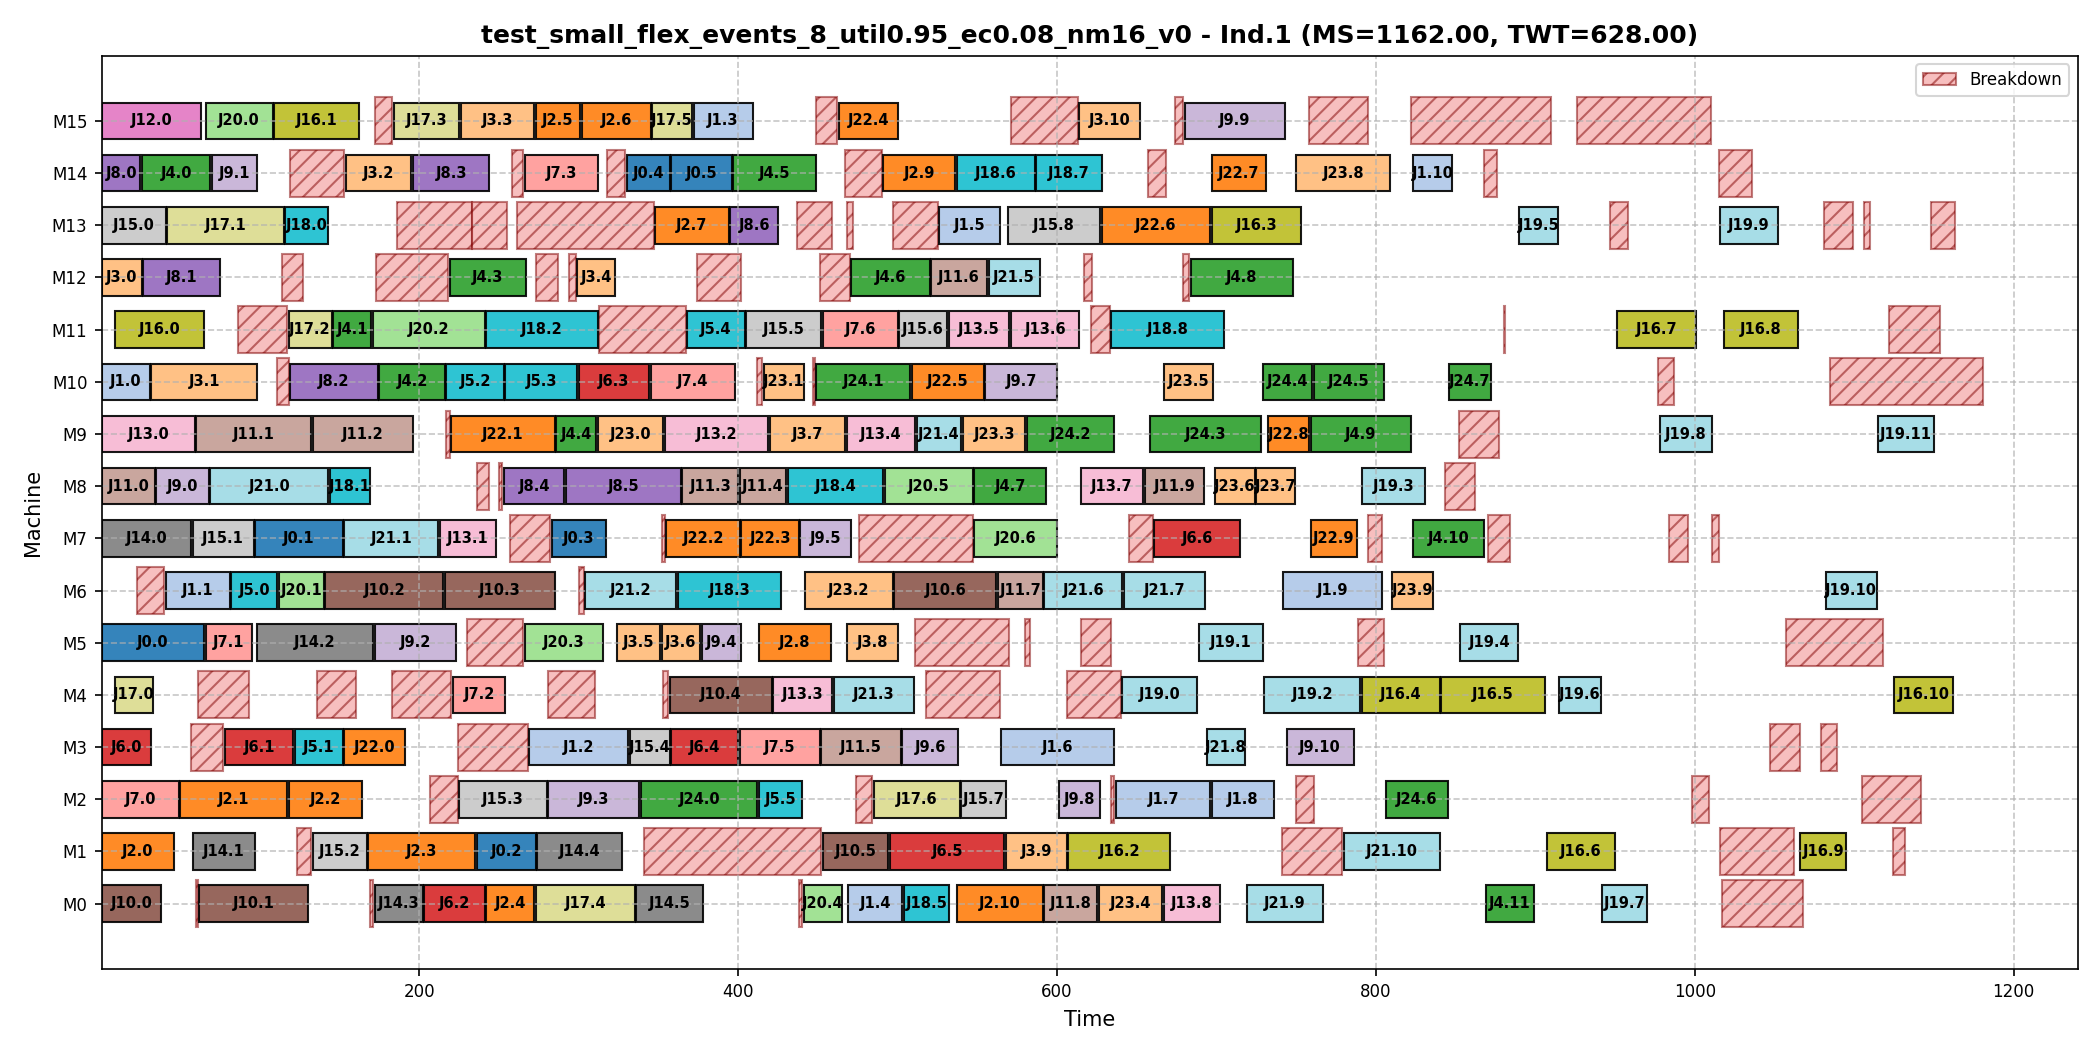 test_small_flex_events_8_util0.95_ec0.08_nm16_v0 - Ind.1 (MS=1162.00, TWT=628.00)
Breakdown
M15 J12.0 J20.0 J16.1 J17.3 J3.3 J2.5 J2.6 J17.5 J1.3 J22.4 J3.10 J9.9
M14 J8.0 J4.0 J9.1 J3.2 J8.3 J7.3 J0.4 J0.5 J4.5 J2.9 J18.6 J18.7 J22.7 J23.8 J1.10
M13 J15.0 J17.1 J18.0 J2.7 J8.6 J1.5 J15.8 J22.6 J16.3 J19.5 J19.9
M12 J3.0 J8.1 J4.3 J3.4 J4.6 J11.6 J21.5 J4.8
M11 J16.0 J17.2 J4.1 J20.2 J18.2 J5.4 J15.5 J7.6 J15.6 J13.5 J13.6 J18.8 J16.7 J16.8
M10 J1.0 J3.1 J8.2 J4.2 J5.2 J5.3 J6.3 J7.4 J23.1 J24.1 J22.5 J9.7 J23.5 J24.4 J24.5 J24.7
M9 J13.0 J11.1 J11.2 J22.1 J4.4 J23.0 J13.2 J3.7 J13.4 J21.4 J23.3 J24.2 J24.3 J22.8 J4.9 J19.8 J19.11
M8 J11.0 J9.0 J21.0 J18.1 J8.4 J8.5 J11.3 J11.4 J18.4 J20.5 J4.7 J13.7 J11.9 J23.6 J23.7 J19.3
M7 J14.0 J15.1 J0.1 J21.1 J13.1 J0.3 J22.2 J22.3 J9.5 J20.6 J6.6 J22.9 J4.10
M6 J1.1 J5.0 J20.1 J10.2 J10.3 J21.2 J18.3 J23.2 J10.6 J11.7 J21.6 J21.7 J1.9 J23.9 J19.10
M5 J0.0 J7.1 J14.2 J9.2 J20.3 J3.5 J3.6 J9.4 J2.8 J3.8 J19.1 J19.4
M4 J17.0 J7.2 J10.4 J13.3 J21.3 J19.0 J19.2 J16.4 J16.5 J19.6 J16.10
M3 J6.0 J6.1 J5.1 J22.0 J1.2 J15.4 J6.4 J7.5 J11.5 J9.6 J1.6 J21.8 J9.10
M2 J7.0 J2.1 J2.2 J15.3 J9.3 J24.0 J5.5 J17.6 J15.7 J9.8 J1.7 J1.8 J24.6
M1 J2.0 J14.1 J15.2 J2.3 J0.2 J14.4 J10.5 J6.5 J3.9 J16.2 J21.10 J16.6 J16.9
M0 J10.0 J10.1 J14.3 J6.2 J2.4 J17.4 J14.5 J20.4 J1.4 J18.5 J2.10 J11.8 J23.4 J13.8 J21.9 J4.11 J19.7
Machine
200 400 600 800 1000 1200
Time